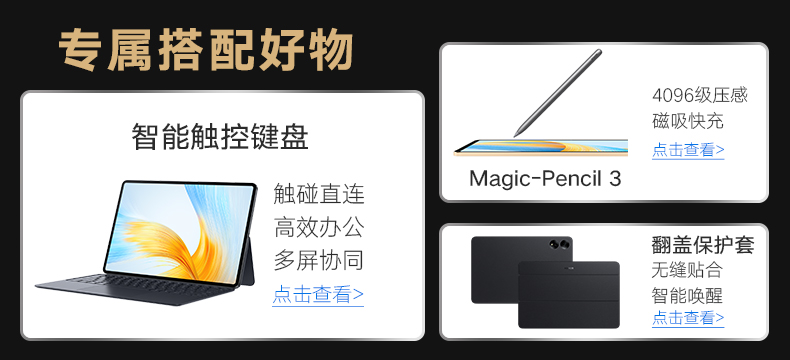 专属搭配好物
智能触控键盘
触碰直连
高效办公
多屏协同
点击查看>
4096级压感
磁吸快充
点击查看>
Magic-Pencil 3
翻盖保护套
无缝贴合
智能唤醒
点击查看>